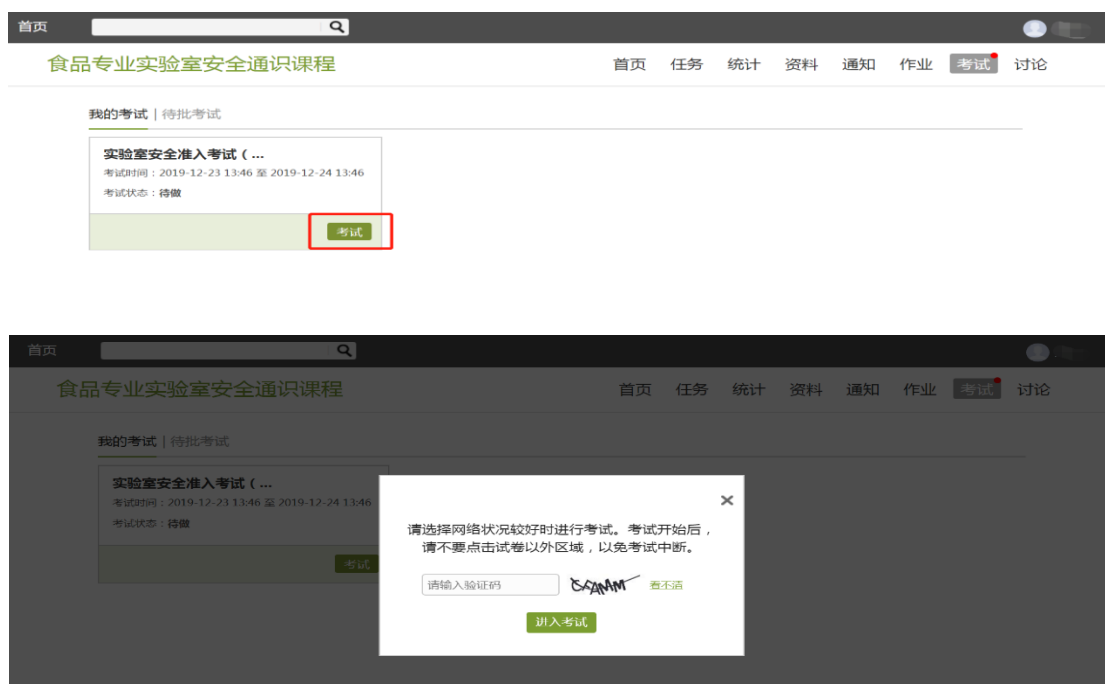 首页
食品专业实验室安全通识课程
首页 任务 统计 资料 通知 作业 考试 讨论
我的考试 | 待批考试
实验室安全准入考试 ( ...
考试时间：2019-12-23 13:46 至 2019-12-24 13:46
考试状态：待做
考试
首页
食品专业实验室安全通识课程
首页 任务 统计 资料 通知 作业 考试 讨论
我的考试 | 待批考试
实验室安全准入考试 ( ...
考试时间：2019-12-23 13:46 至 2019-12-24 13:46
考试状态：待做
考试
×
请选择网络状况较好时进行考试。考试开始后，
请不要点击试卷以外区域，以免考试中断。
请输入验证码 看不清
进入考试